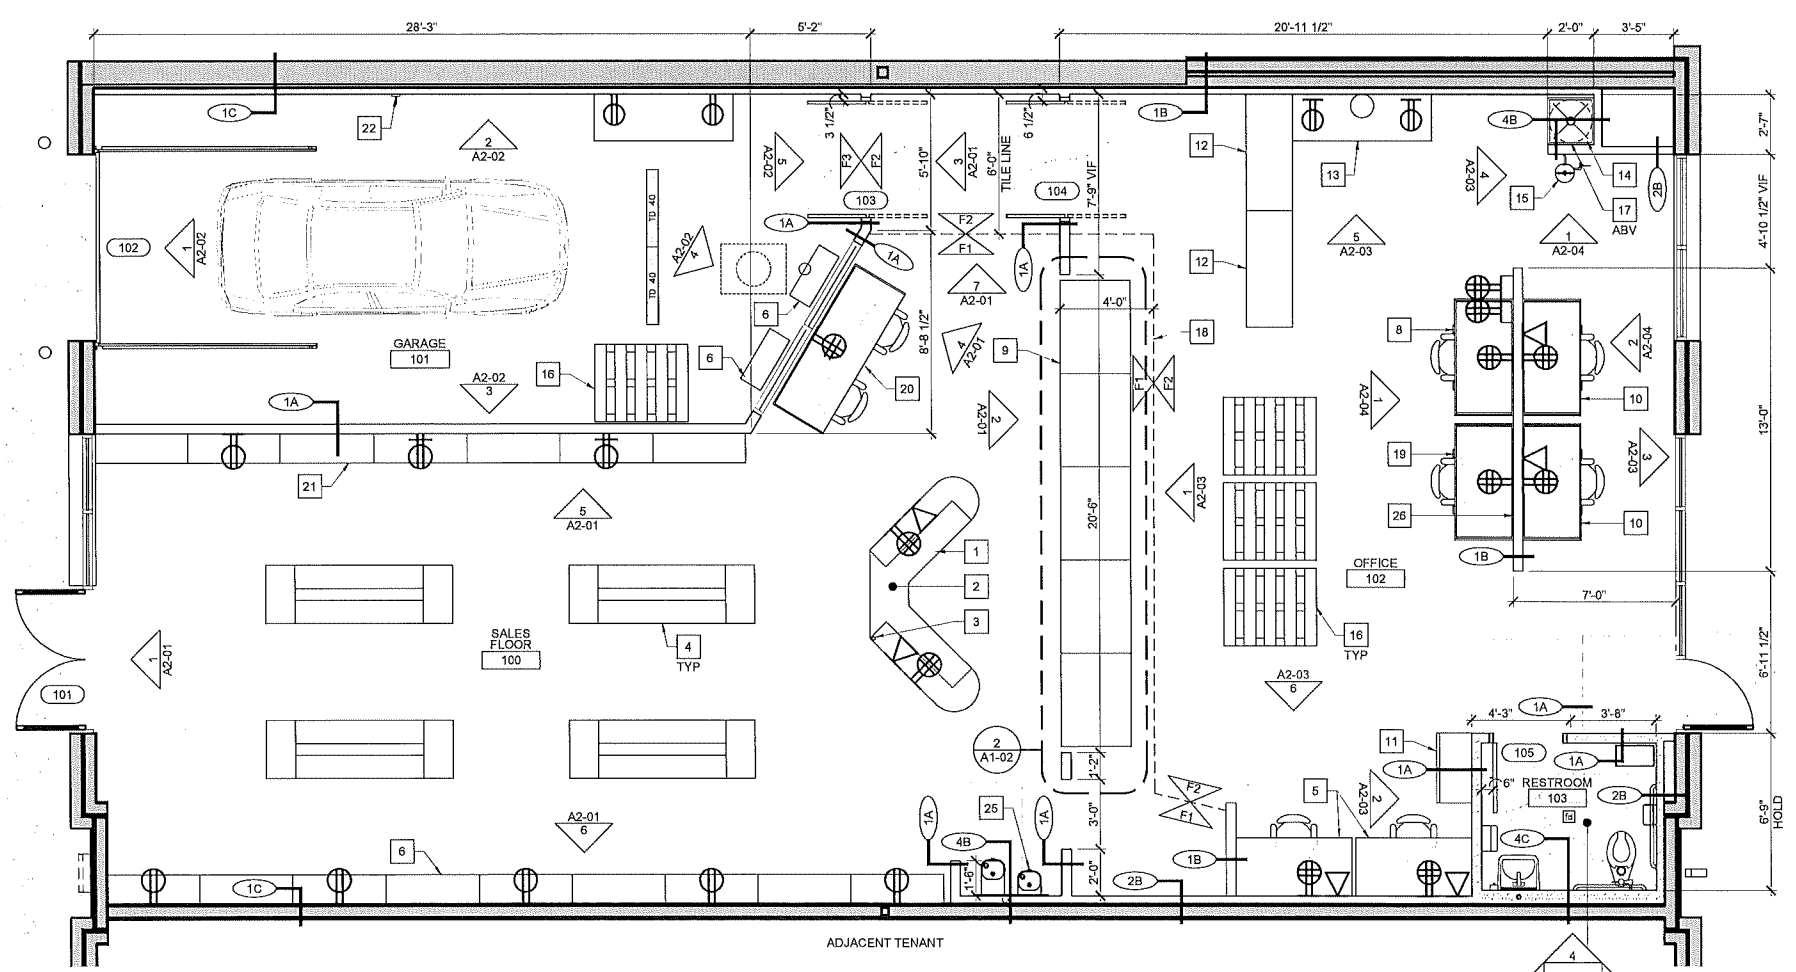 28'-3"
5'-2"
20'-11 1/2"
2'-0"
3'-5"
1C
22
2
A2-02
3 1/2"
5
A2-02
F3
F2
5'-10"
3
A2-01
6'-0"
TILE LINE
6 1/2"
7'-9" VIF
1B
12
13
4B
4
A2-03
14
15
17
ABV
2B
2'-7"
4'-10 1/2" VIF
103
104
1A
1A
1A
F2
F1
102
1
A2-02
TD 40
TD 40
A2-02
4
12
5
A2-03
1
A2-04
7
A2-01
6
4'-0"
18
8
2
A2-04
GARAGE
101
16
6
8'-8 1/2"
4
A2-01
9
F1
F2
20
A2-02
3
1A
2
A2-01
1
A2-04
10
13'-0"
21
5
A2-01
1
A2-03
20'-6"
19
3
A2-03
26
10
1B
1
2
3
OFFICE
102
7'-0"
SALES
FLOOR
100
4
TYP
16
TYP
1
A2-01
101
A2-03
6
6'-11 1/2"
1A
4'-3"
3'-8"
2
A1-02
1'-2"
11
105
1A
1A
6"
RESTROOM
103
2B
fd
F2
F1
5
2
A2-03
6'-9"
HOLD
A2-01
6
6
1A
25
1A
3'-0"
4B
1'-6"
2'-0"
2B
1B
4C
1C
ADJACENT TENANT
4